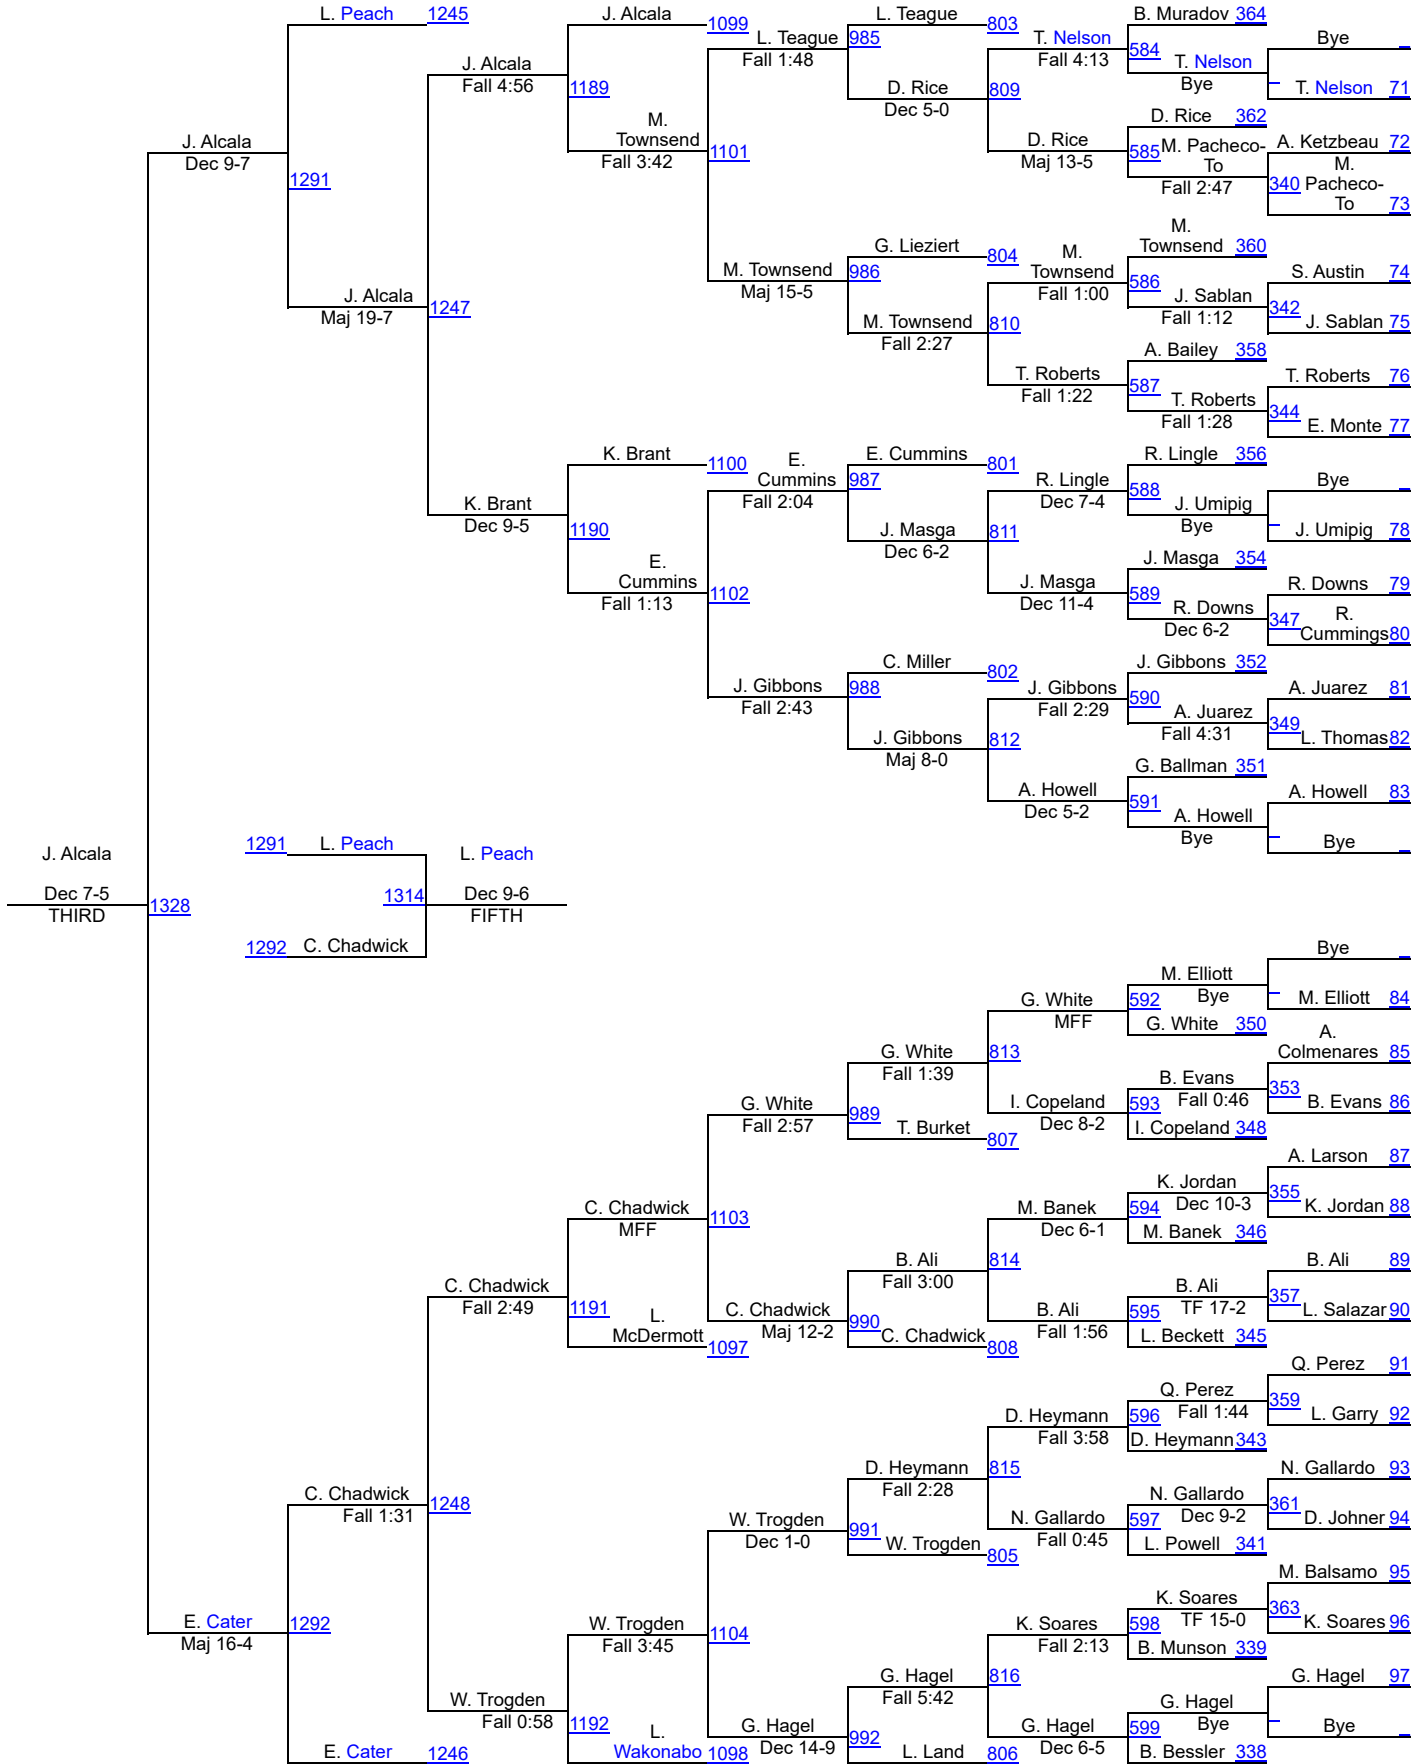 L. Peach 1245
J. Alcala
1099
L. Teague
803
B. Muradov 364
L. Teague 985
Fall 1:48
T. Nelson
Fall 4:13
584
Bye
T. Nelson
Bye
J. Alcala
Fall 4:56
1189
D. Rice
Dec 5-0
809
T. Nelson 71
D. Rice 362
M.
Townsend
Fall 3:42
1101
D. Rice
Maj 13-5
585
M. Pacheco-
To
Fall 2:47
A. Ketzbeau 72
340
M.
Pacheco-
To 73
J. Alcala
Dec 9-7
1291
M.
Townsend 360
G. Lieziert 804
M.
Townsend
Fall 1:00
586
M. Townsend
Maj 15-5
986
S. Austin 74
J. Sablan
Fall 1:12
342
J. Sablan 75
J. Alcala
Maj 19-7
1247
M. Townsend
Fall 2:27
810
A. Bailey 358
T. Roberts
Fall 1:22
587
T. Roberts 76
T. Roberts
Fall 1:28
344
E. Monte 77
K. Brant
1100
E.
Cummins
Fall 2:04
987
E. Cummins 801
R. Lingle 356
R. Lingle
Dec 7-4
588
Bye
J. Umipig
Bye
K. Brant
Dec 9-5
1190
J. Masga
Dec 6-2
811
J. Umipig 78
J. Masga 354
E.
Cummins
Fall 1:13
1102
J. Masga
Dec 11-4
589
R. Downs 79
R. Downs
Dec 6-2
347
R.
Cummings 80
C. Miller 802
J. Gibbons 352
J. Gibbons
Fall 2:43
988
J. Gibbons
Fall 2:29
590
A. Juarez 81
A. Juarez
Fall 4:31
349
L. Thomas 82
J. Gibbons
Maj 8-0
812
G. Ballman 351
A. Howell
Dec 5-2
591
A. Howell 83
A. Howell
Bye
Bye
J. Alcala
1291 L. Peach
L. Peach
Dec 7-5
THIRD
1328
1314
Dec 9-6
FIFTH
1292 C. Chadwick
Bye
M. Elliott
Bye
G. White
MFF
592
M. Elliott 84
G. White 350
A.
Colmenares 85
G. White
Fall 1:39
813
B. Evans
Fall 0:46
353
B. Evans 86
G. White
Fall 2:57
989
I. Copeland
Dec 8-2
593
T. Burket 807
I. Copeland 348
A. Larson 87
K. Jordan
Dec 10-3
355
K. Jordan 88
C. Chadwick
MFF
1103
M. Banek
Dec 6-1
594
M. Banek 346
B. Ali
Fall 3:00
814
B. Ali 89
C. Chadwick
Fall 2:49
1191
B. Ali
TF 17-2
357
L. Salazar 90
L.
McDermott 1097
C. Chadwick
Maj 12-2
990
C. Chadwick 808
B. Ali
Fall 1:56
595
L. Beckett 345
Q. Perez 91
Q. Perez
Fall 1:44
359
L. Garry 92
D. Heymann
Fall 3:58
596
D. Heymann 343
D. Heymann
Fall 2:28
815
N. Gallardo 93
C. Chadwick
Fall 1:31
1248
N. Gallardo
Dec 9-2
361
D. Johner 94
W. Trogden
Dec 1-0
991
W. Trogden 805
N. Gallardo
Fall 0:45
597
L. Powell 341
M. Balsamo 95
K. Soares
TF 15-0
363
K. Soares 96
E. Cater
Maj 16-4
1292
W. Trogden
Fall 3:45
1104
K. Soares
Fall 2:13
598
B. Munson 339
G. Hagel
Fall 5:42
816
G. Hagel 97
W. Trogden
Fall 0:58
1192
G. Hagel
Bye
Bye
L.
Wakonabo 1098
G. Hagel
Dec 14-9
992
G. Hagel
Dec 6-5
599
E. Cater 1246
L. Land 806
B. Bessler 338